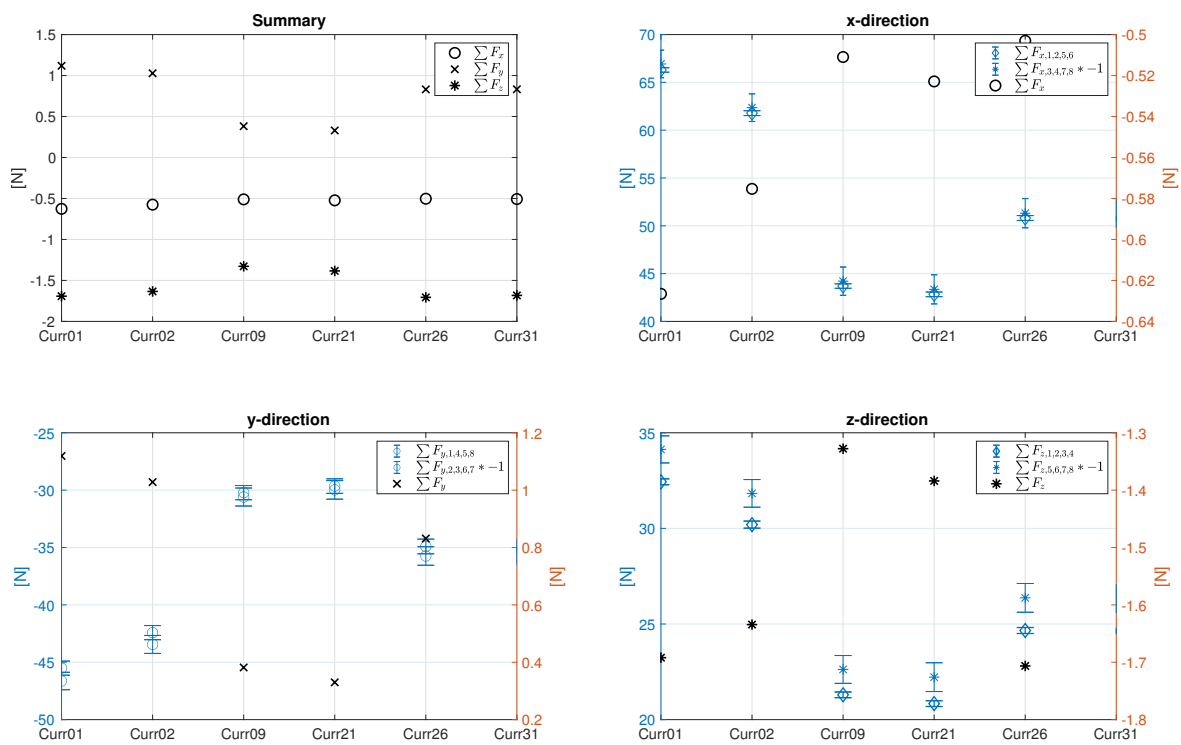 Summary
1.5
1
0.5
0
-0.5
-1
-1.5
-2
[N]
Curr01 Curr02 Curr09 Curr21 Curr26 Curr31
∑ F_x
∑ F_y
∑ F_z
x-direction
70
65
60
55
50
45
40
[N]
-0.5
-0.52
-0.54
-0.56
-0.58
-0.6
-0.62
-0.64
[N]
Curr01 Curr02 Curr09 Curr21 Curr26 Curr31
∑ F_{x,1,2,5,6}
∑ F_{x,3,4,7,8} * −1
∑ F_x
y-direction
-25
-30
-35
-40
-45
-50
[N]
1.2
1
0.8
0.6
0.4
0.2
[N]
Curr01 Curr02 Curr09 Curr21 Curr26 Curr31
∑ F_{y,1,4,5,8}
∑ F_{y,2,3,6,7} * −1
∑ F_y
z-direction
35
30
25
20
[N]
-1.3
-1.4
-1.5
-1.6
-1.7
-1.8
[N]
Curr01 Curr02 Curr09 Curr21 Curr26 Curr31
∑ F_{z,1,2,3,4}
∑ F_{z,5,6,7,8} * −1
∑ F_z